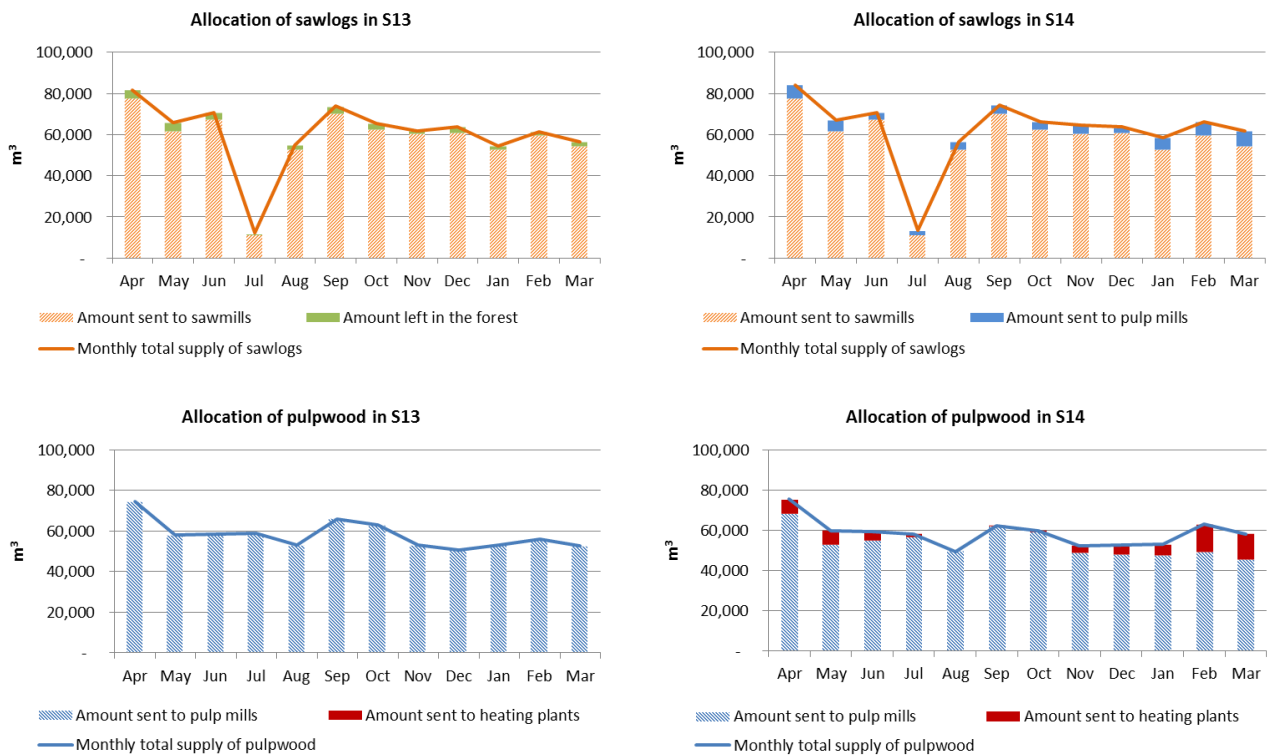 Allocation of sawlogs in S13
100,000
80,000
60,000
40,000
20,000
-
m³
Apr May Jun Jul Aug Sep Oct Nov Dec Jan Feb Mar
Amount sent to sawmills Amount left in the forest
Monthly total supply of sawlogs
Allocation of sawlogs in S14
100,000
80,000
60,000
40,000
20,000
-
m³
Apr May Jun Jul Aug Sep Oct Nov Dec Jan Feb Mar
Amount sent to sawmills Amount sent to pulp mills
Monthly total supply of sawlogs
Allocation of pulpwood in S13
100,000
80,000
60,000
40,000
20,000
-
m³
Apr May Jun Jul Aug Sep Oct Nov Dec Jan Feb Mar
Amount sent to pulp mills Amount sent to heating plants
Monthly total supply of pulpwood
Allocation of pulpwood in S14
100,000
80,000
60,000
40,000
20,000
-
m³
Apr May Jun Jul Aug Sep Oct Nov Dec Jan Feb Mar
Amount sent to pulp mills Amount sent to heating plants
Monthly total supply of pulpwood